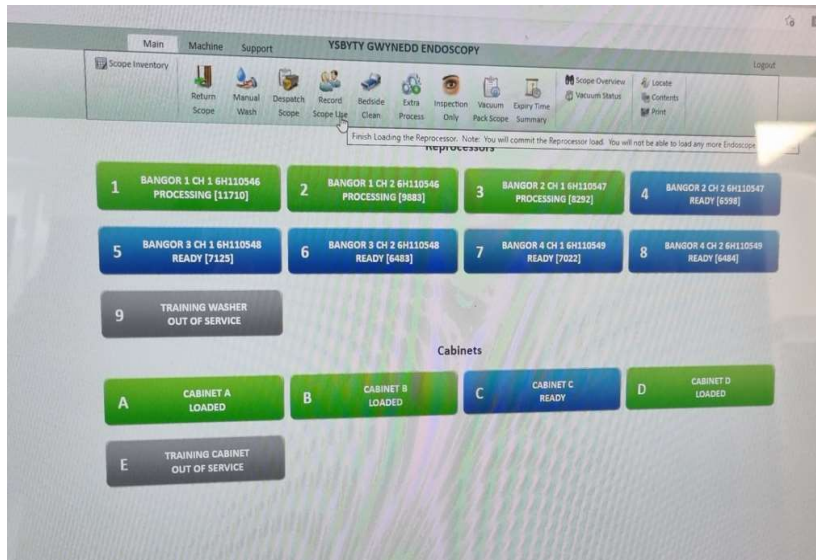 Main Machine Support YSBYTY GWYNEDD ENDOSCOPY
Logout
Scope Inventory
Return Scope
Manual Wash
Despatch Scope
Record Scope Use
Bedside Clean
Extra Process
Inspection Only
Vacuum Pack Scope
Expiry Time Summary
Scope Overview
Vacuum Status
Locate
Contents
Print
Finish Loading the Reprocessor. Note: You will commit the Reprocessor load. You will not be able to load any more Endoscope
Reprocessors
1 BANGOR 1 CH 1 6H110546
PROCESSING [11710]
2 BANGOR 1 CH 2 6H110546
PROCESSING [9883]
3 BANGOR 2 CH 1 6H110547
PROCESSING [8292]
4 BANGOR 2 CH 2 6H110547
READY [6598]
5 BANGOR 3 CH 1 6H110548
READY [7125]
6 BANGOR 3 CH 2 6H110548
READY [6483]
7 BANGOR 4 CH 1 6H110549
READY [7022]
8 BANGOR 4 CH 2 6H110549
READY [6484]
9 TRAINING WASHER
OUT OF SERVICE
Cabinets
A CABINET A
LOADED
B CABINET B
LOADED
C CABINET C
READY
D CABINET D
LOADED
E TRAINING CABINET
OUT OF SERVICE